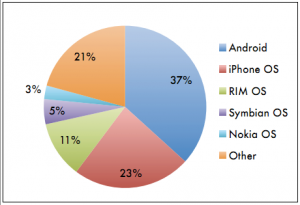 21%
37%
3%
5%
11%
23%
Android
iPhone OS
RIM OS
Symbian OS
Nokia OS
Other